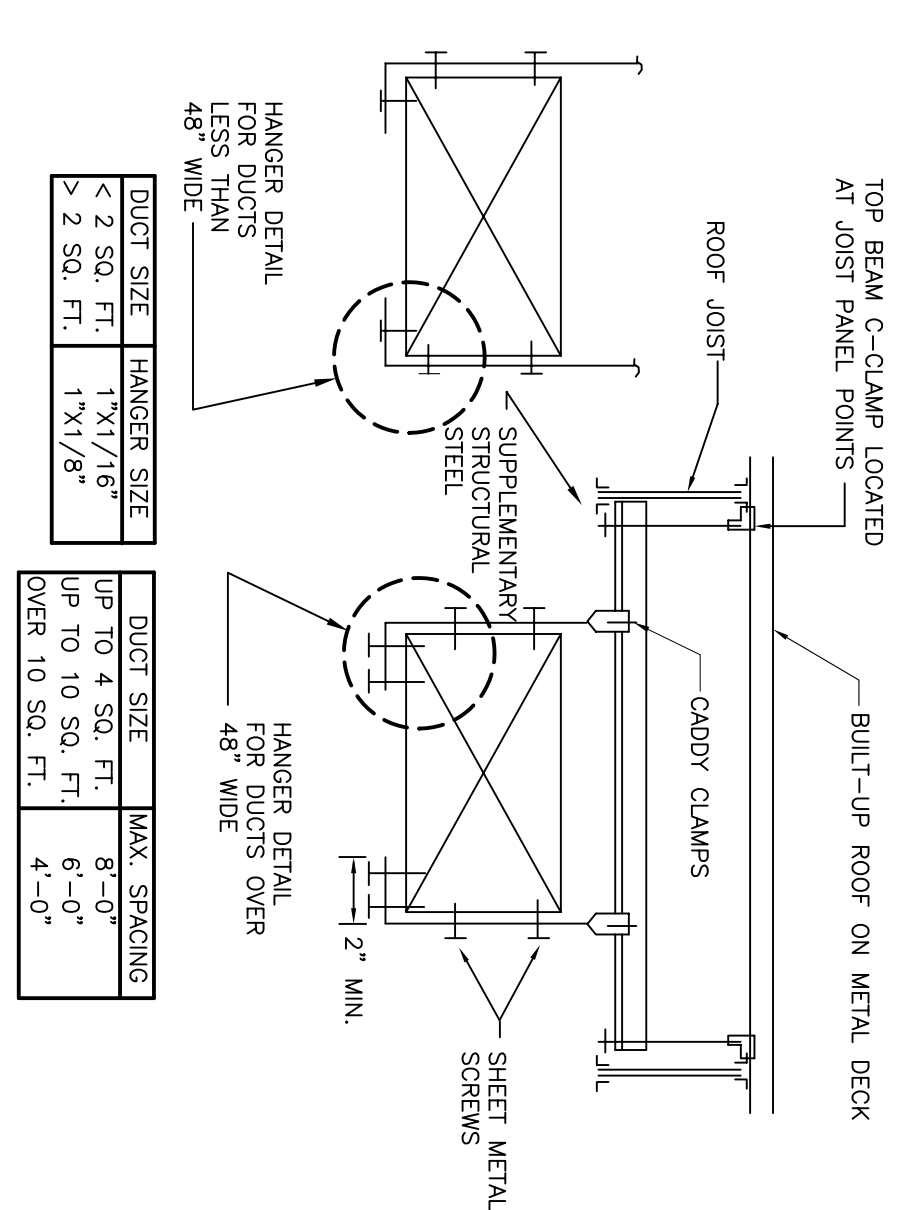 TOP BEAM C-CLAMP LOCATED
AT JOIST PANEL POINTS
BUILT-UP ROOF ON METAL DECK
ROOF JOIST
CADDY CLAMPS
SUPPLEMENTARY
STRUCTURAL
STEEL
SHEET METAL
SCREWS
2" MIN.
HANGER DETAIL
FOR DUCTS
LESS THAN
48" WIDE
HANGER DETAIL
FOR DUCTS OVER
48" WIDE
DUCT SIZE HANGER SIZE
< 2 SQ. FT. 1"X1/16"
> 2 SQ. FT. 1"X1/8"
DUCT SIZE MAX. SPACING
UP TO 4 SQ. FT. 8'-0"
UP TO 10 SQ. FT. 6'-0"
OVER 10 SQ. FT. 4'-0"